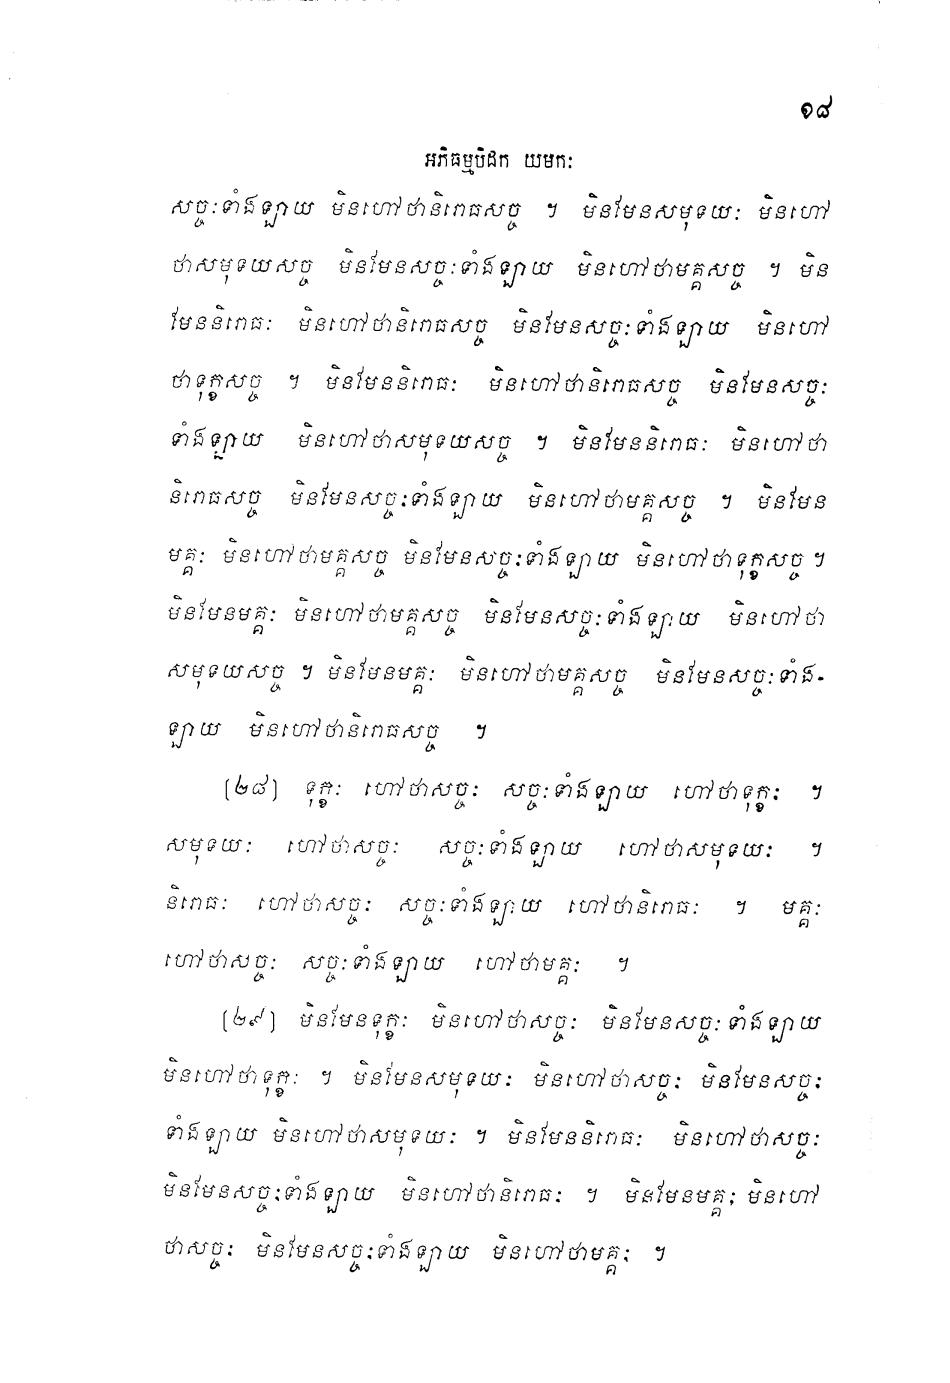 ១៨
អភិធម្មបិដក យមកៈ
សច្ចៈទាំងឡាយ មិនហៅថានិរោធសច្ច ។ មិនមែនសមុទយៈ មិនហៅ
ថាសមុទយសច្ច មិនមែនសច្ចៈទាំងឡាយ មិនហៅថាមគ្គសច្ច ។ មិន
មែននិរោធៈ មិនហៅថានិរោធសច្ច មិនមែនសច្ចៈទាំងឡាយ មិនហៅ
ថាទុក្ខសច្ច ។ មិនមែននិរោធៈ មិនហៅថានិរោធសច្ច មិនមែនសច្ចៈ
ទាំងឡាយ មិនហៅថាសមុទយសច្ច ។ មិនមែននិរោធៈ មិនហៅថា
និរោធសច្ច មិនមែនសច្ចៈទាំងឡាយ មិនហៅថាមគ្គសច្ច ។ មិនមែន
មគ្គៈ មិនហៅថាមគ្គសច្ច មិនមែនសច្ចៈទាំងឡាយ មិនហៅថាទុក្ខសច្ច ។
មិនមែនមគ្គៈ មិនហៅថាមគ្គសច្ច មិនមែនសច្ចៈទាំងឡាយ មិនហៅថា
សមុទយសច្ច ។ មិនមែនមគ្គៈ មិនហៅថាមគ្គសច្ច មិនមែនសច្ចៈទាំង-
ឡាយ មិនហៅថានិរោធសច្ច ។
(២៨) ទុក្ខៈ ហៅថាសច្ចៈ សច្ចៈទាំងឡាយ ហៅថាទុក្ខៈ ។
សមុទយៈ ហៅថាសច្ចៈ សច្ចៈទាំងឡាយ ហៅថាសមុទយៈ ។
និរោធៈ ហៅថាសច្ចៈ សច្ចៈទាំងឡាយ ហៅថានិរោធៈ ។ មគ្គៈ
ហៅថាសច្ចៈ សច្ចៈទាំងឡាយ ហៅថាមគ្គៈ ។
(២៩) មិនមែនទុក្ខៈ មិនហៅថាសច្ចៈ មិនមែនសច្ចៈទាំងឡាយ
មិនហៅថាទុក្ខៈ ។ មិនមែនសមុទយៈ មិនហៅថាសច្ចៈ មិនមែនសច្ចៈ
ទាំងឡាយ មិនហៅថាសមុទយៈ ។ មិនមែននិរោធៈ មិនហៅថាសច្ចៈ
មិនមែនសច្ចៈទាំងឡាយ មិនហៅថានិរោធៈ ។ មិនមែនមគ្គៈ មិនហៅ
ថាសច្ចៈ មិនមែនសច្ចៈទាំងឡាយ មិនហៅថាមគ្គៈ ។